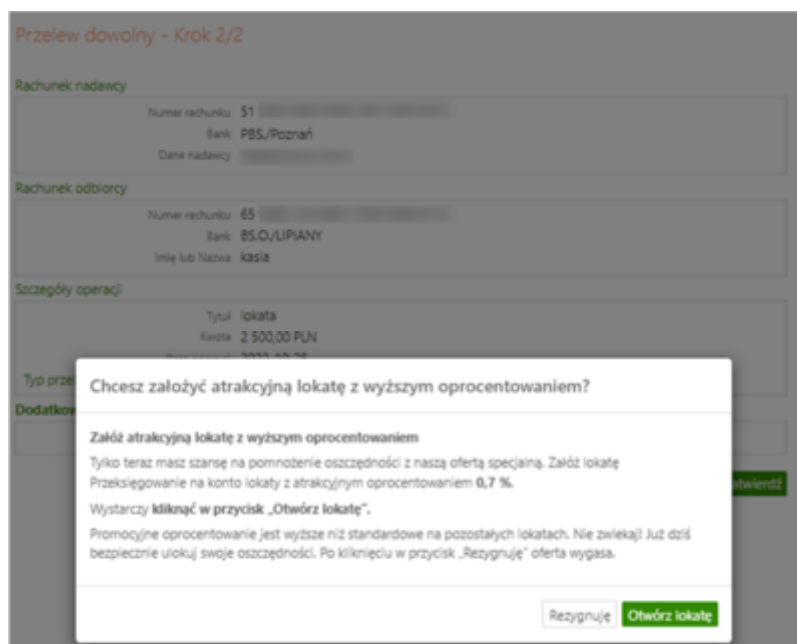 Przelew dowolny - Krok 2/2
Rachunek nadawcy
Numer rachunku 51
Bank PBS./Poznań
Dane nadawcy
Rachunek odbiorcy
Numer rachunku 65
Bank BS.O./LIPIANY
Imię lub Nazwa kasia
Szczegóły operacji
Tytuł lokata
Kwota 2 500,00 PLN
Typ
Chcesz założyć atrakcyjną lokatę z wyższym oprocentowaniem?
Załóż atrakcyjną lokatę z wyższym oprocentowaniem
Tylko teraz masz szansę na pomnożenie oszczędności z naszą ofertą specjalną. Załóż lokatę
Przeksięgowanie na konto lokaty z atrakcyjnym oprocentowaniem 0,7 %.
Wystarczy kliknąć w przycisk „Otwórz lokatę”.
Promocyjne oprocentowanie jest wyższe niż standardowe na pozostałych lokatach. Nie zwlekaj! Już dziś
bezpiecznie ulokuj swoje oszczędności. Po kliknięciu w przycisk „Rezygnuję” oferta wygasa.
Rezygnuję Otwórz lokatę